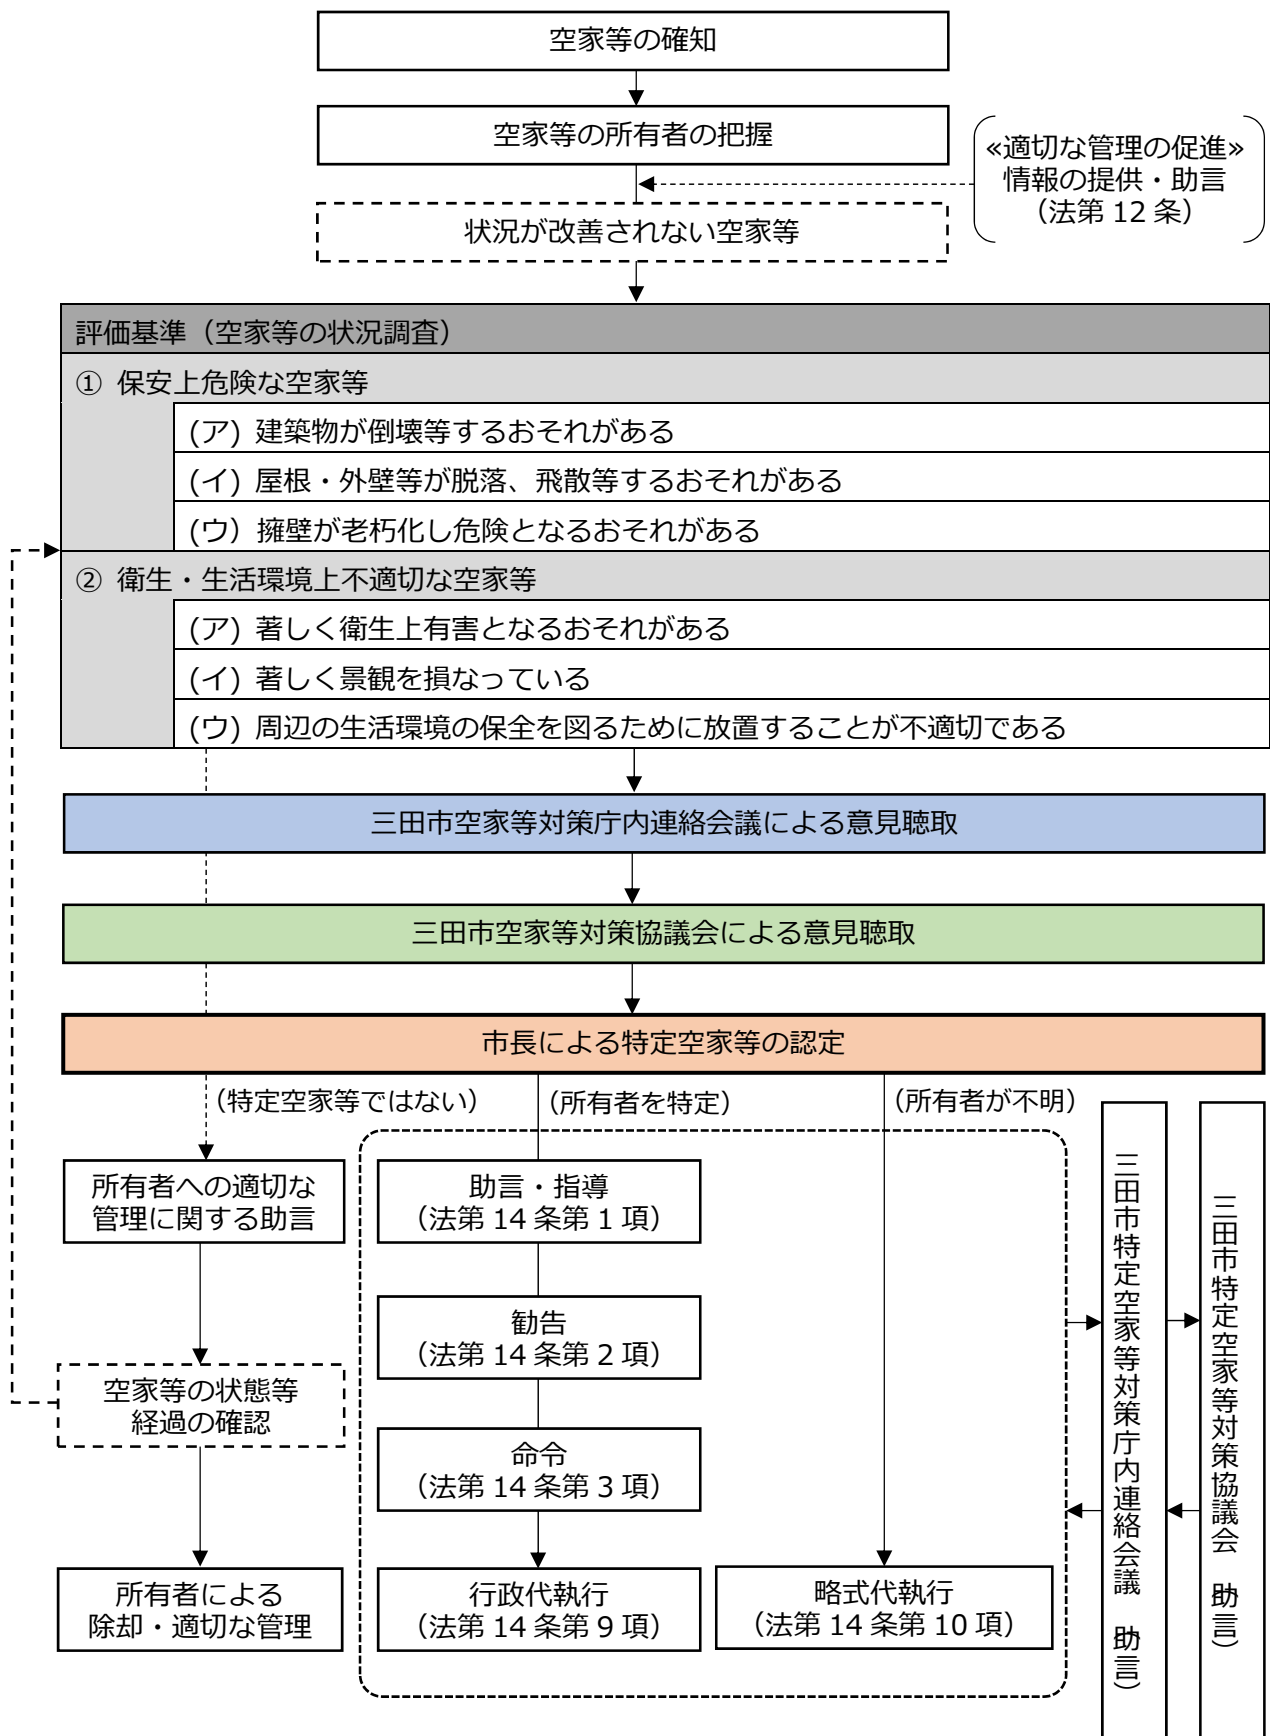 空家等の確知
空家等の所有者の把握
≪適切な管理の促進≫
情報の提供・助言
（法第 12 条）
状況が改善されない空家等
評価基準（空家等の状況調査）
① 保安上危険な空家等
(ア) 建築物が倒壊等するおそれがある
(イ) 屋根・外壁等が脱落、飛散等するおそれがある
(ウ）擁壁が老朽化し危険となるおそれがある
② 衛生・生活環境上不適切な空家等
(ア) 著しく衛生上有害となるおそれがある
(イ) 著しく景観を損なっている
(ウ) 周辺の生活環境の保全を図るために放置することが不適切である
三田市空家等対策庁内連絡会議による意見聴取
三田市空家等対策協議会による意見聴取
市長による特定空家等の認定
（特定空家等ではない）
（所有者を特定）
（所有者が不明）
所有者への適切な
管理に関する助言
空家等の状態等
経過の確認
所有者による
除却・適切な管理
助言・指導
（法第 14 条第 1 項）
勧告
（法第 14 条第 2 項）
命令
（法第 14 条第 3 項）
行政代執行
（法第 14 条第 9 項）
略式代執行
（法第 14 条第 10 項）
三田市特定空家等対策庁内連絡会議 助言）
三田市特定空家等対策協議会 助言）